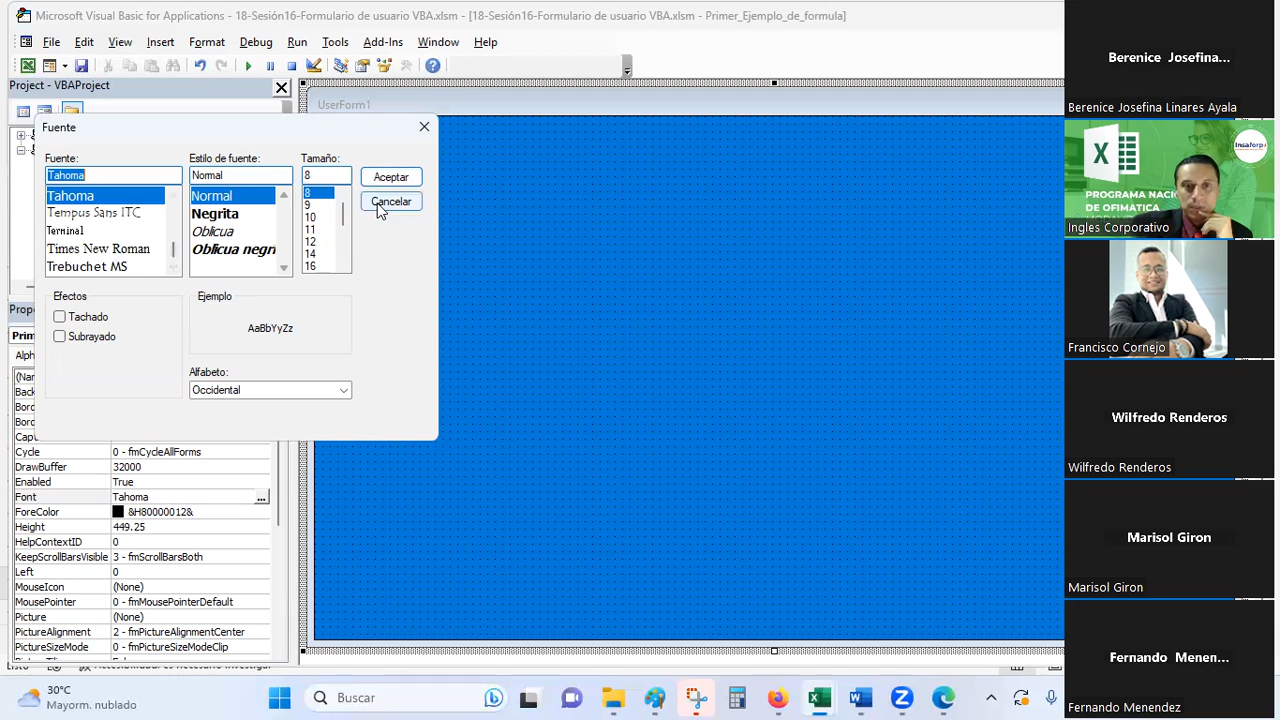 Microsoft Visual Basic for Applications - 18-Sesión16-Formulario de usuario VBA.xlsm - [18-Sesión16-Formulario de usuario VBA.xlsm - Primer_Ejemplo_de_formula]
File Edit View Insert Format Debug Run Tools Add-Ins Window Help
Project - VBAProject
UserForm1
Fuente
Fuente: Estilo de fuente: Tamaño:
Tahoma Normal 8 Aceptar
Tahoma Normal 8
Cancelar
Tempus Sans ITC Negrita 9
10
Terminal Oblicua 11
Times New Roman Oblicua negri 12
14
Trebuchet MS 16
Efectos Ejemplo
Tachado
Subrayado AaBbYyZz
Alfabeto:
Occidental
Cycle 0 - fmCycleAllForms
DrawBuffer 32000
Enabled True
Font Tahoma ...
ForeColor &H80000012&
Height 449.25
HelpContextID 0
KeepScrollBarsVisible 3 - fmScrollBarsBoth
Left 0
MouseIcon (None)
MousePointer 0 - fmMousePointerDefault
Picture (None)
PictureAlignment 2 - fmPictureAlignmentCenter
PictureSizeMode 0 - fmPictureSizeModeClip
30°C
Mayorm. nublado
Buscar
Berenice Josefina...
Berenice Josefina Linares Ayala
Insaforp
PROGRAMA NACI
DE OFIMATICA
Ingles Corporativo
Francisco Cornejo
Wilfredo Renderos
Wilfredo Renderos
Marisol Giron
Marisol Giron
Fernando Menen...
Fernando Menendez